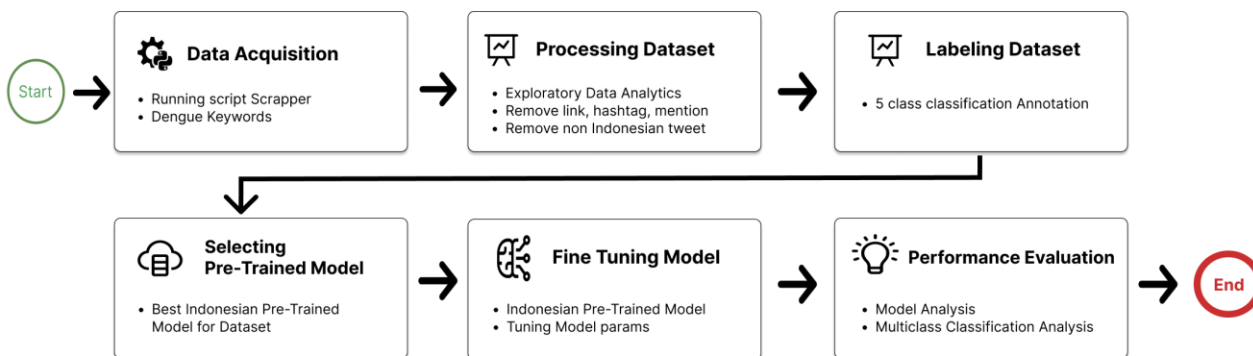 Start
Data Acquisition
• Running script Scrapper
• Dengue Keywords
Processing Dataset
• Exploratory Data Analytics
• Remove link, hashtag, mention
• Remove non Indonesian tweet
Labeling Dataset
• 5 class classification Annotation
Selecting
Pre-Trained Model
• Best Indonesian Pre-Trained
Model for Dataset
Fine Tuning Model
• Indonesian Pre-Trained Model
• Tuning Model params
Performance Evaluation
• Model Analysis
• Multiclass Classification Analysis
End